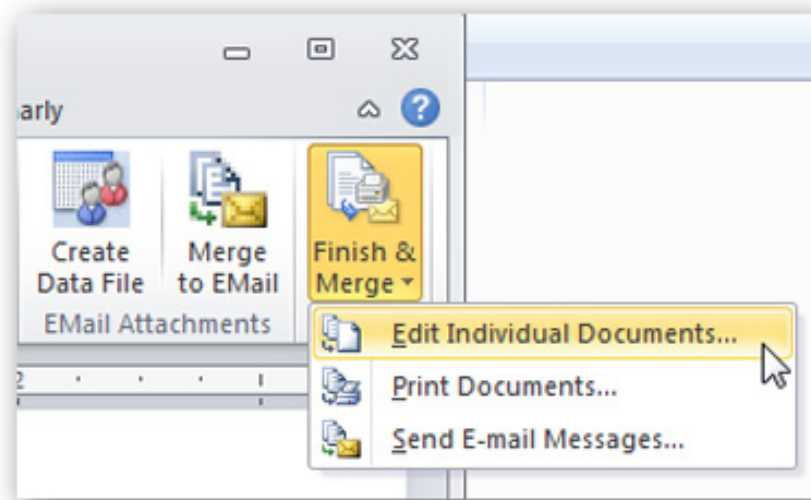 arly
Create
Data File
Merge
to EMail
Finish &
Merge
EMail Attachments
Edit Individual Documents...
Print Documents...
Send E-mail Messages...
2